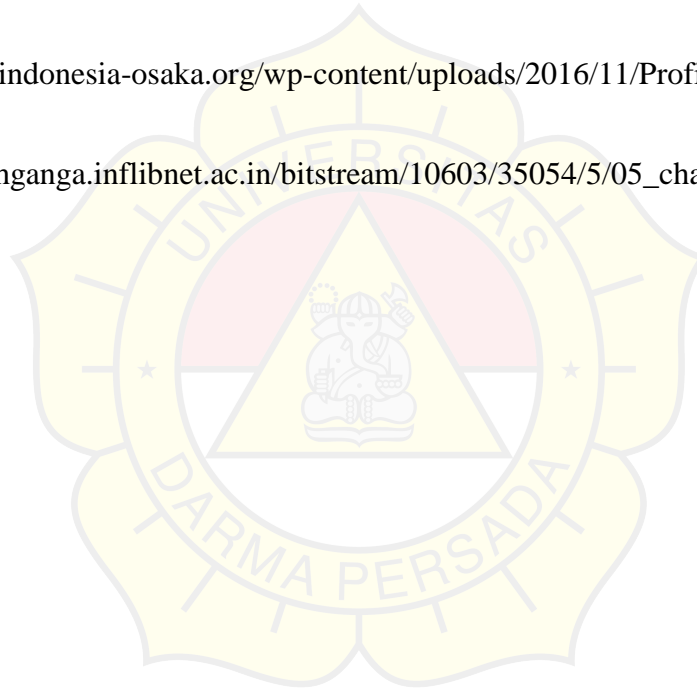 indonesia-osaka.org/wp-content/uploads/2016/11/Profi
nganga.inflibnet.ac.in/bitstream/10603/35054/5/05_cha
UNIVERSITAS
DARMA PERSADA